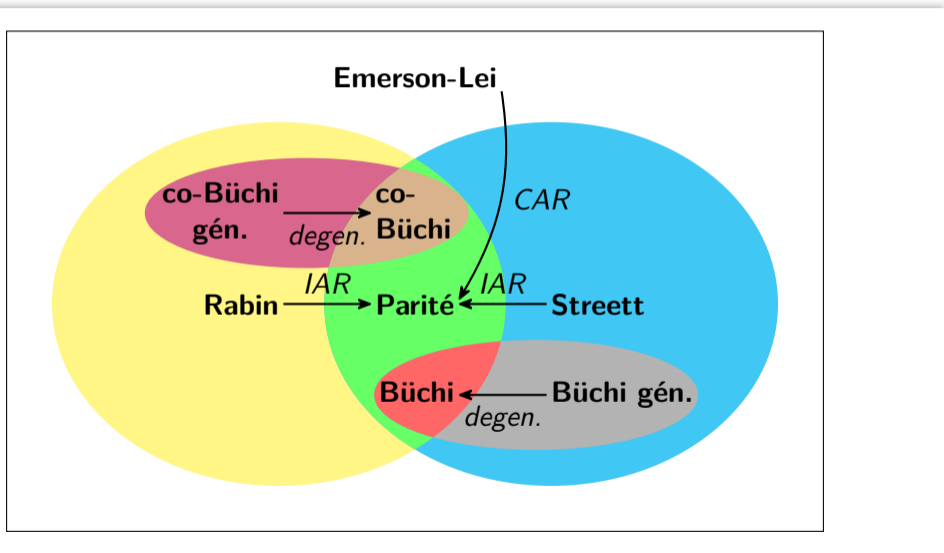 Emerson-Lei
CAR
co-Büchi
gén.
degen.
co-
Büchi
IAR
IAR
Rabin
Parité
Streett
Büchi
Büchi gén.
degen.